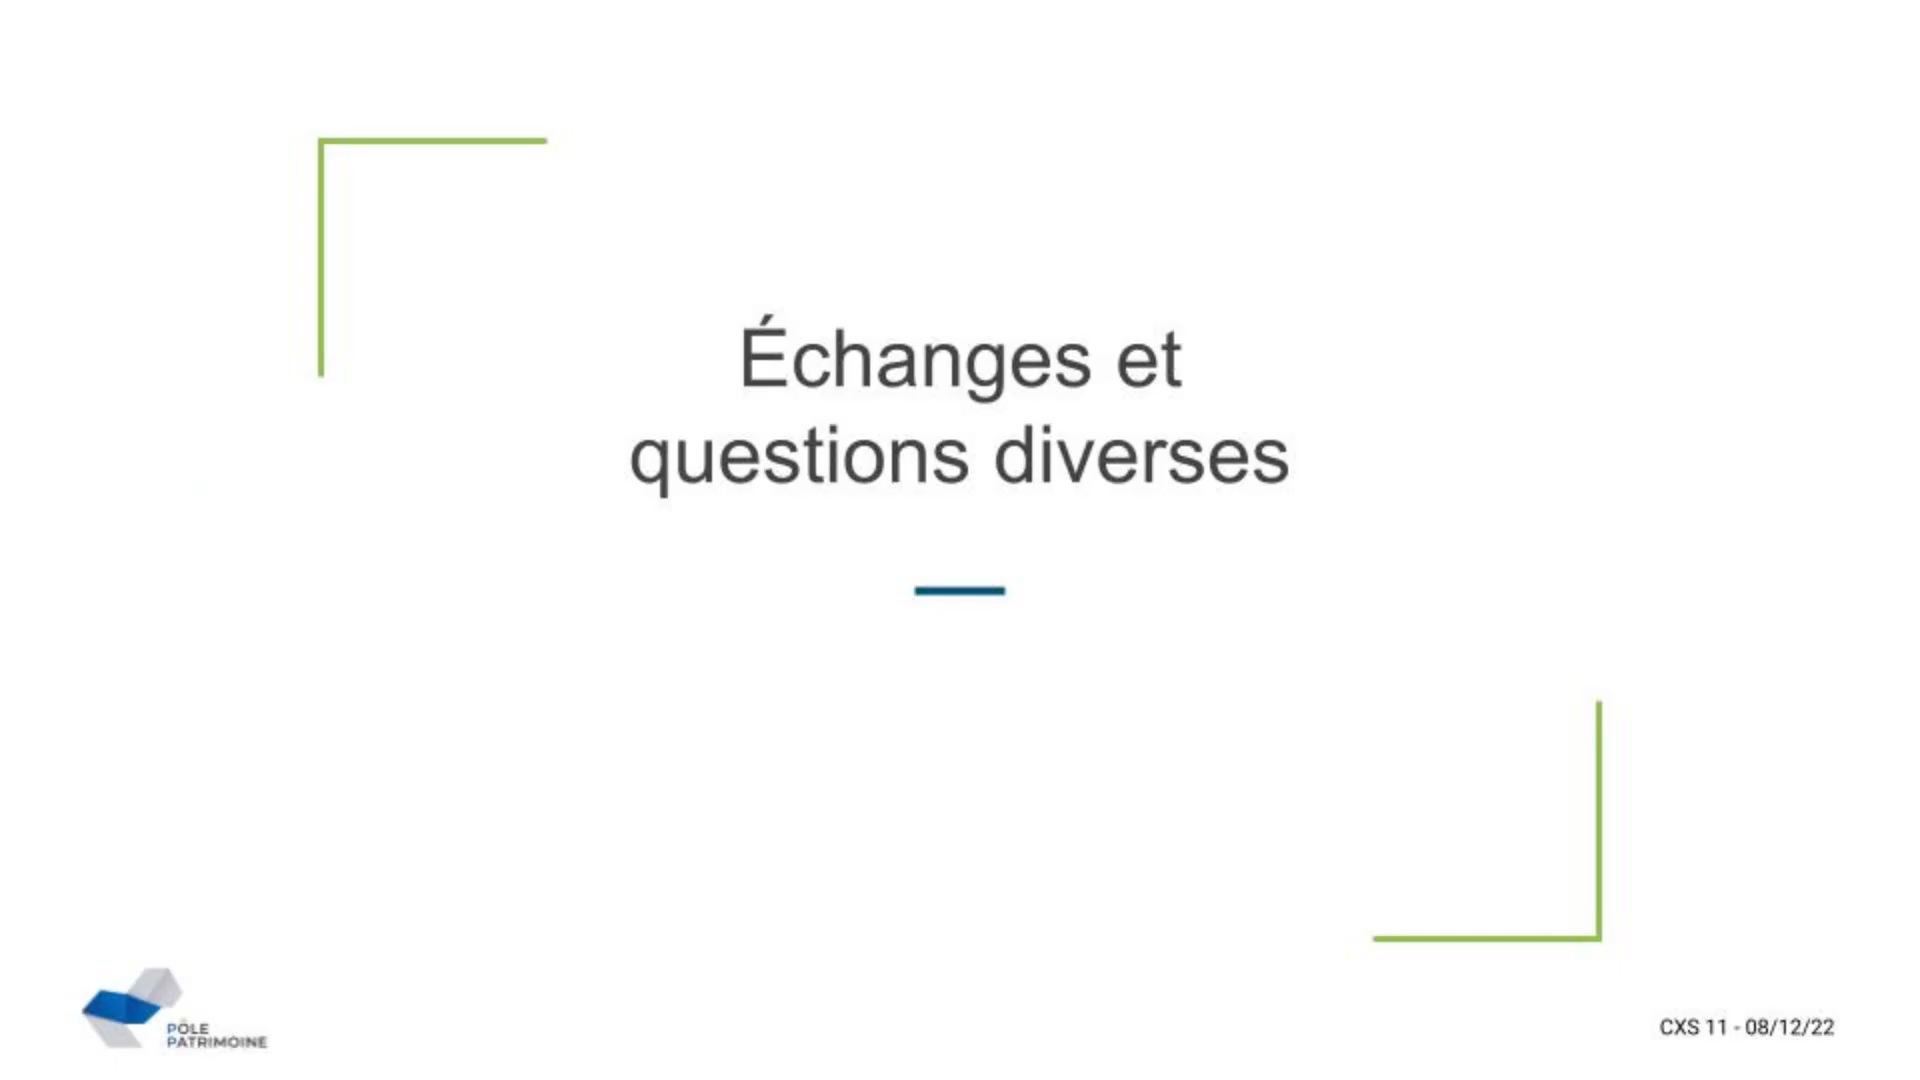 Échanges et
questions diverses
PÔLE
PATRIMOINE
CXS 11 - 08/12/22